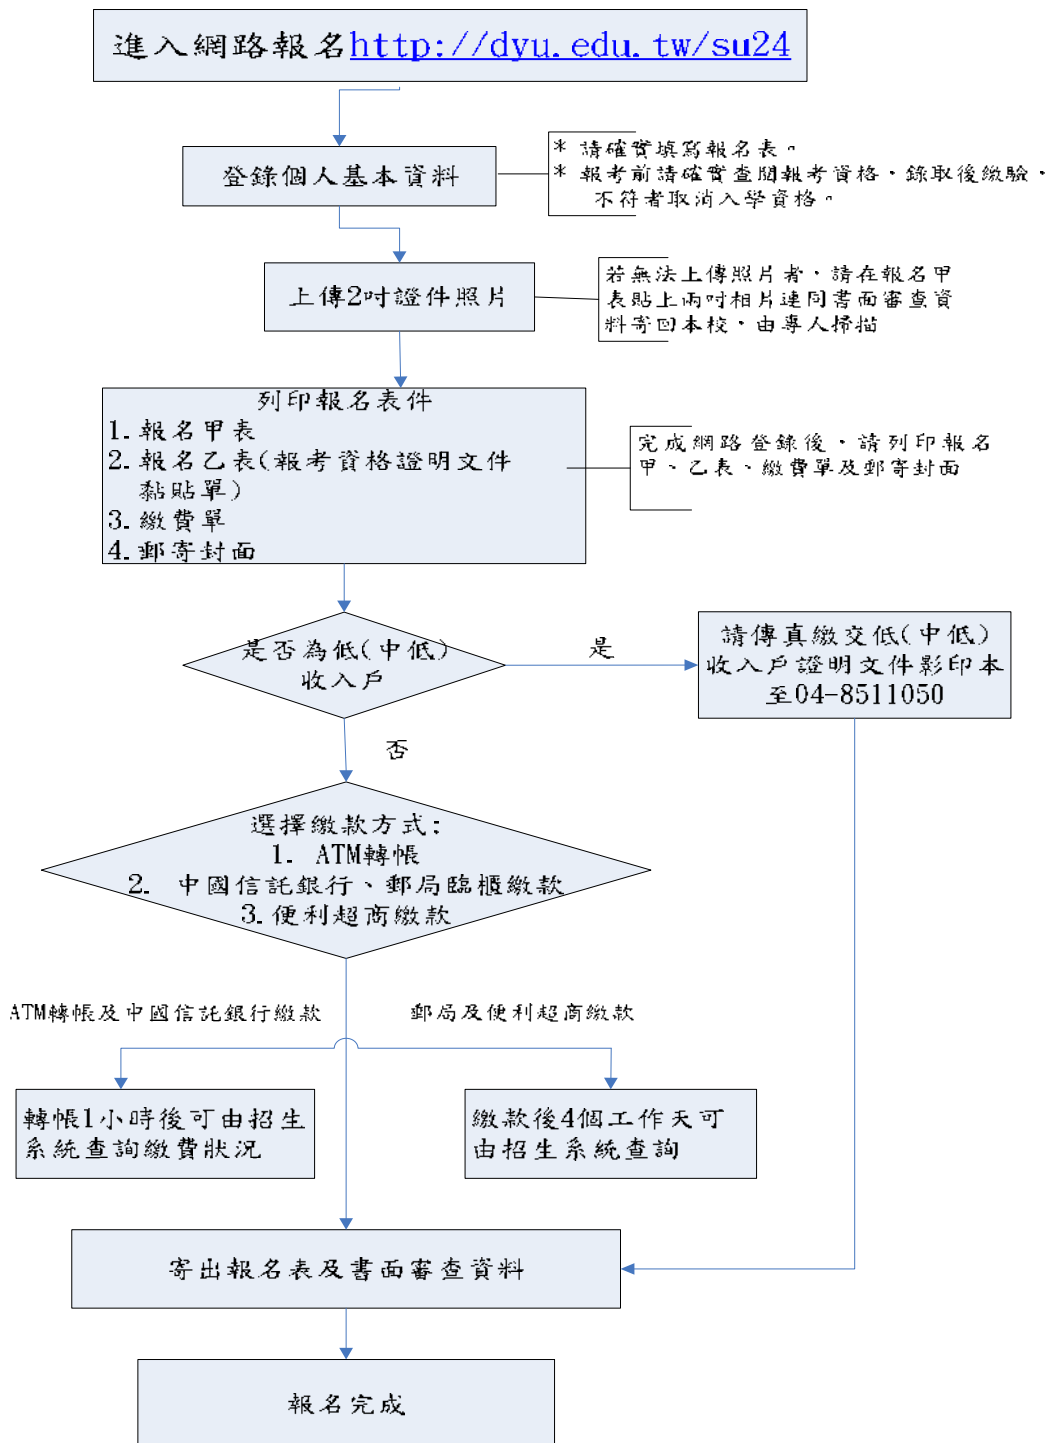 進入網路報名http://dyu.edu.tw/su24
登錄個人基本資料
* 請確實填寫報名表。
* 報考前請確實查閱報考資格，錄取後繳驗，
不符者取消入學資格。
上傳2吋證件照片
若無法上傳照片者，請在報名甲
表貼上兩吋相片連同書面審查資
料寄回本校，由專人掃描
列印報名表件
1. 報名甲表
2. 報名乙表(報考資格證明文件
黏貼單)
3. 繳費單
4. 郵寄封面
完成網路登錄後，請列印報名
甲、乙表、繳費單及郵寄封面
是否為低(中低)
收入戶
是
請傳真繳交低(中低)
收入戶證明文件影印本
至04-8511050
否
選擇繳款方式:
1. ATM轉帳
2. 中國信託銀行、郵局臨櫃繳款
3. 便利超商繳款
ATM轉帳及中國信託銀行繳款
郵局及便利超商繳款
轉帳1小時後可由招生
系統查詢繳費狀況
繳款後4個工作天可
由招生系統查詢
寄出報名表及書面審查資料
報名完成